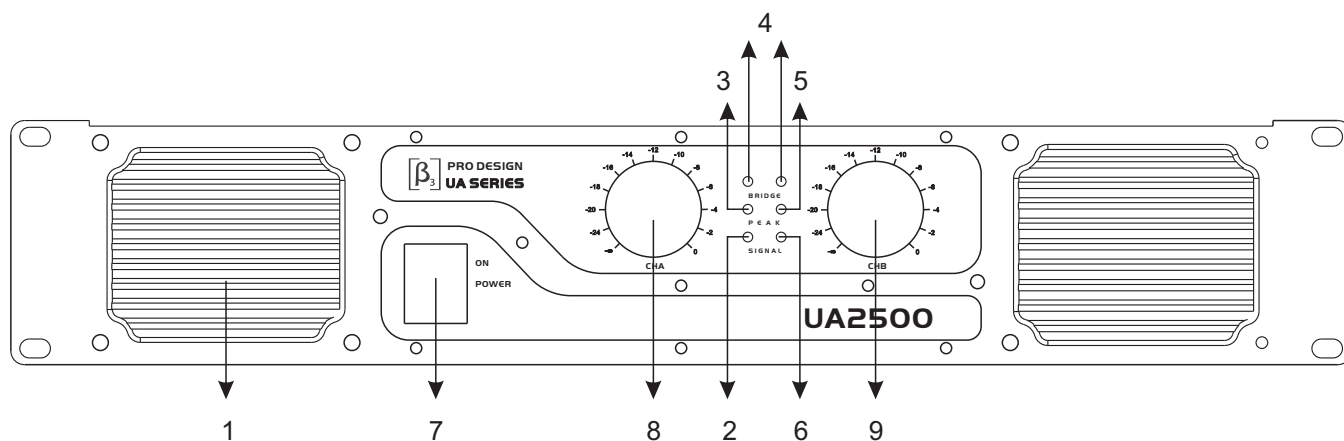 4
3 5
[β3] PRO DESIGN
UA SERIES
-∞ -24 -20 -18 -16 -14 -12 -10 -8 -6 -4 -2 0
CHA
BRIDGE
PEAK
SIGNAL
-∞ -24 -20 -18 -16 -14 -12 -10 -8 -6 -4 -2 0
CHB
ON
POWER
UA2500
1 7 8 2 6 9